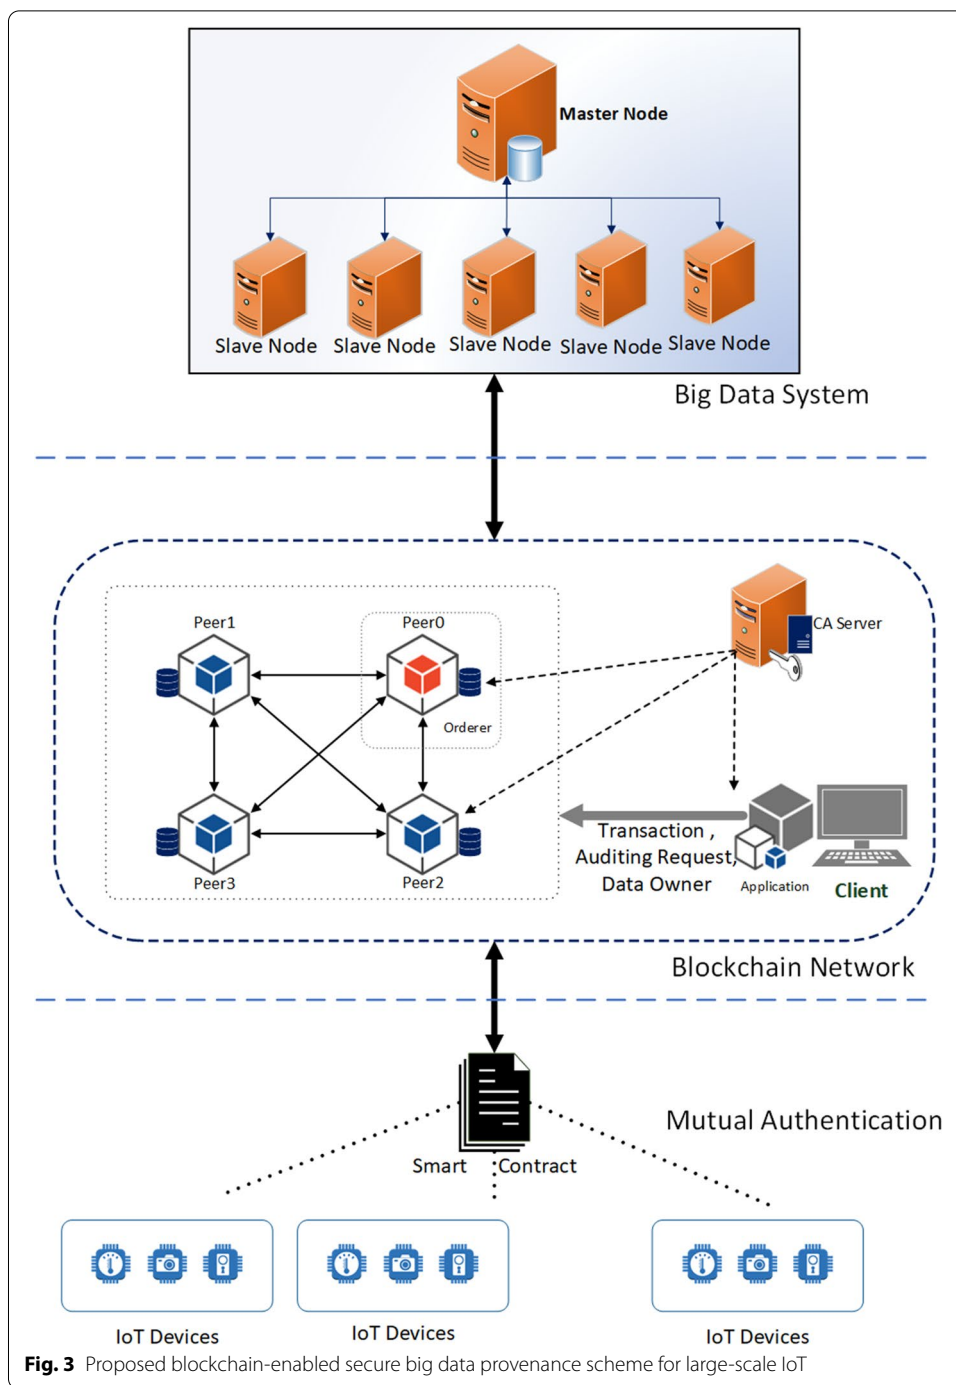 Master Node
Slave Node
Slave Node
Slave Node
Slave Node
Slave Node
Big Data System
Peer1
Peer0
CA Server
Orderer
Peer3
Peer2
Transaction ,
Auditing Request,
Data Owner
Application
Client
Blockchain Network
Mutual Authentication
Smart Contract
IoT Devices
IoT Devices
IoT Devices
Fig. 3 Proposed blockchain-enabled secure big data provenance scheme for large-scale IoT